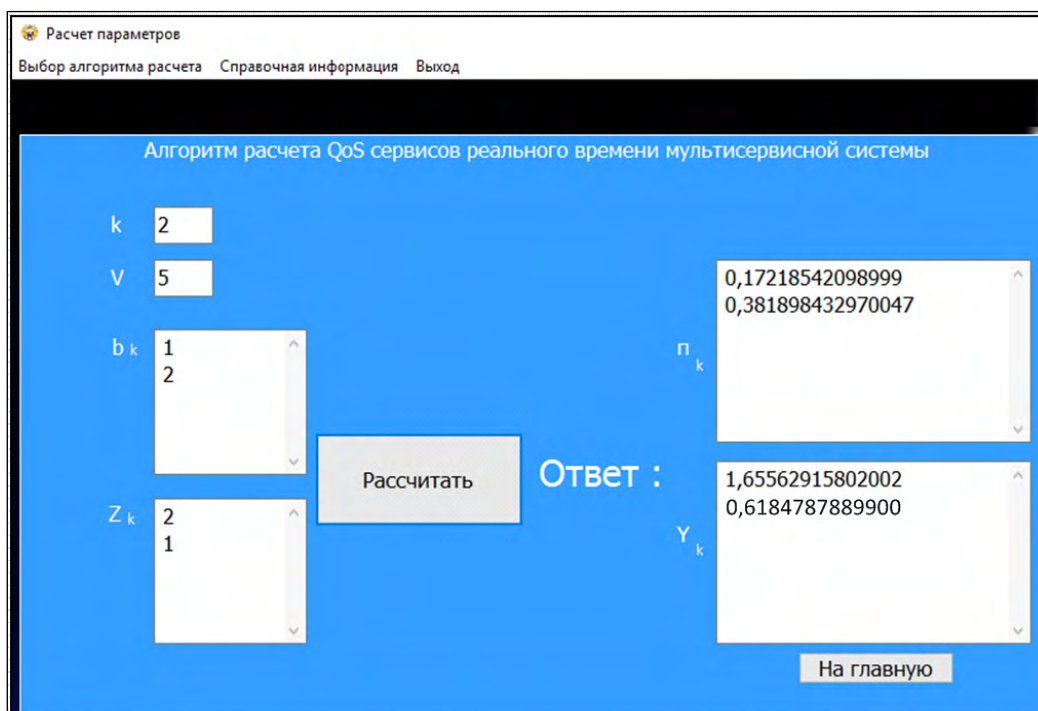 Расчет параметров
Выбор алгоритма расчета Справочная информация Выход
Алгоритм расчета QoS сервисов реального времени мультисервисной системы
k 2
V 5
b k
1
2
Z k
2
1
Рассчитать
Ответ :
π k
0,17218542098999
0,381898432970047
Y k
1,65562915802002
0,6184787889900
На главную